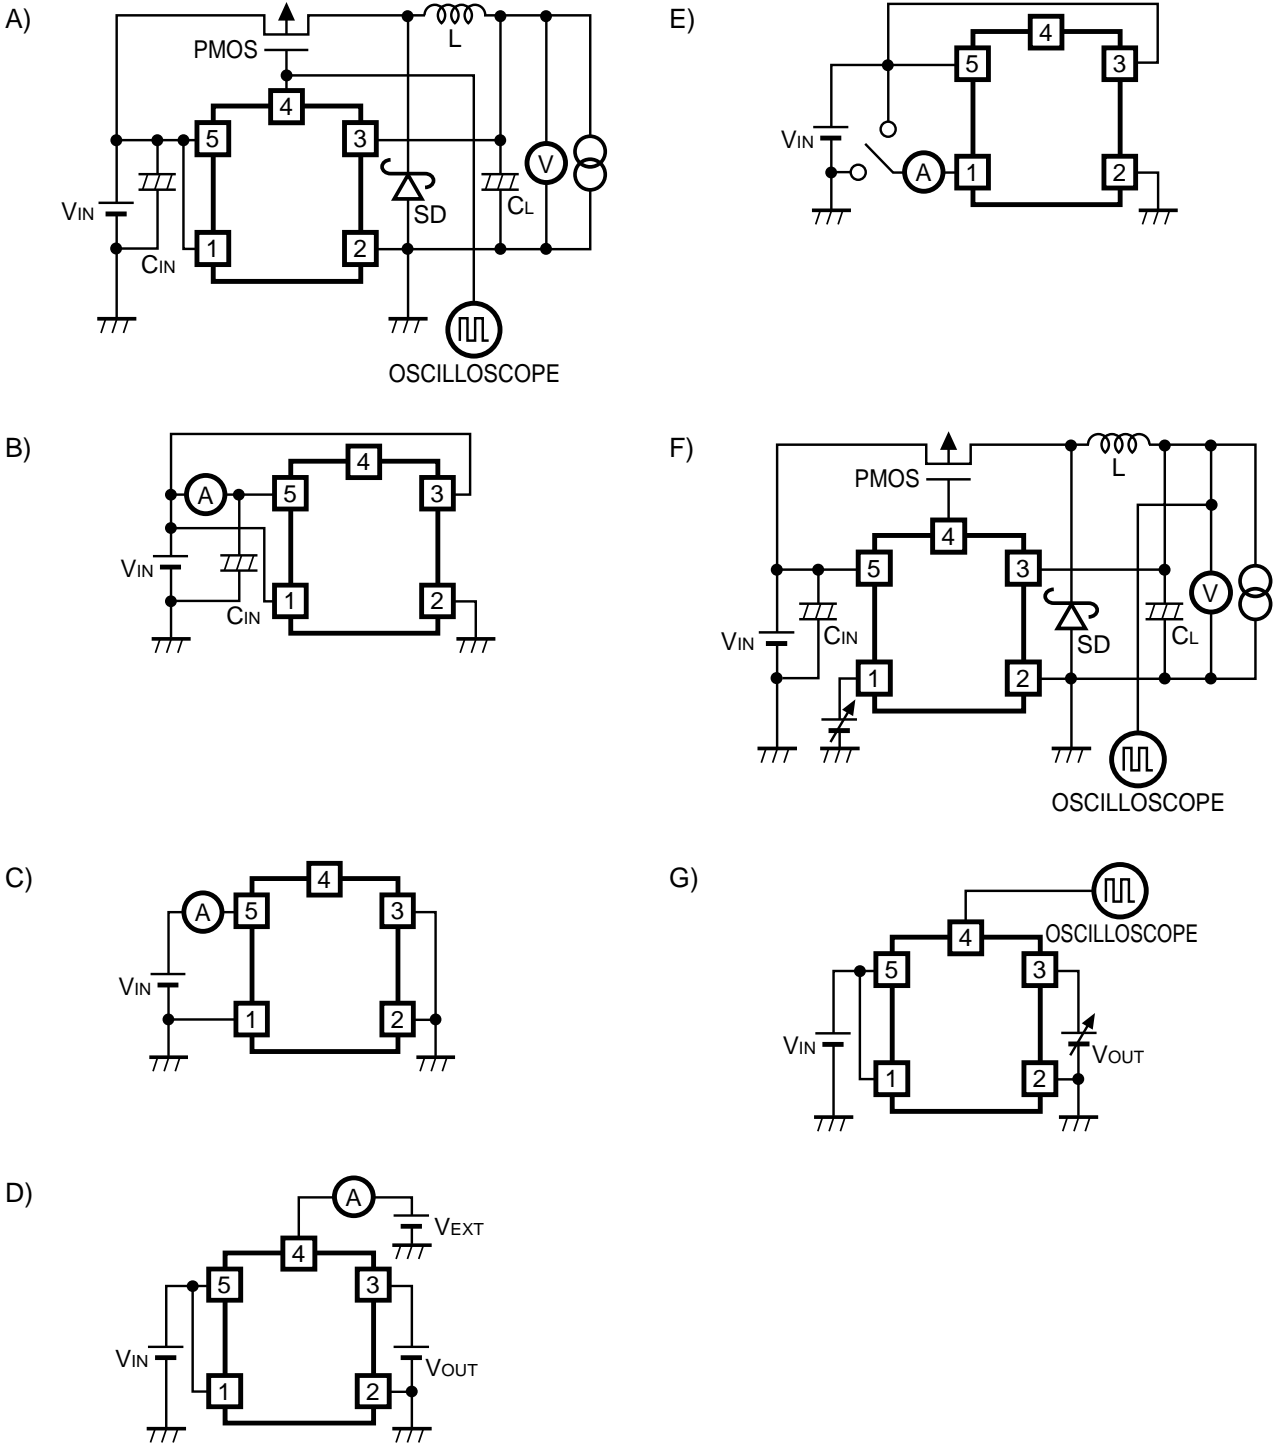 A)
PMOS
L
4
5
3
V
VIN
CIN
SD
CL
1
2
OSCILLOSCOPE
B)
4
A
5
3
VIN
CIN
1
2
C)
4
A
5
3
VIN
1
2
D)
A
VEXT
4
5
3
VIN
VOUT
1
2
E)
4
5
3
VIN
A
1
2
F)
PMOS
L
4
5
3
V
VIN
CIN
SD
CL
1
2
OSCILLOSCOPE
G)
OSCILLOSCOPE
4
5
3
VIN
VOUT
1
2